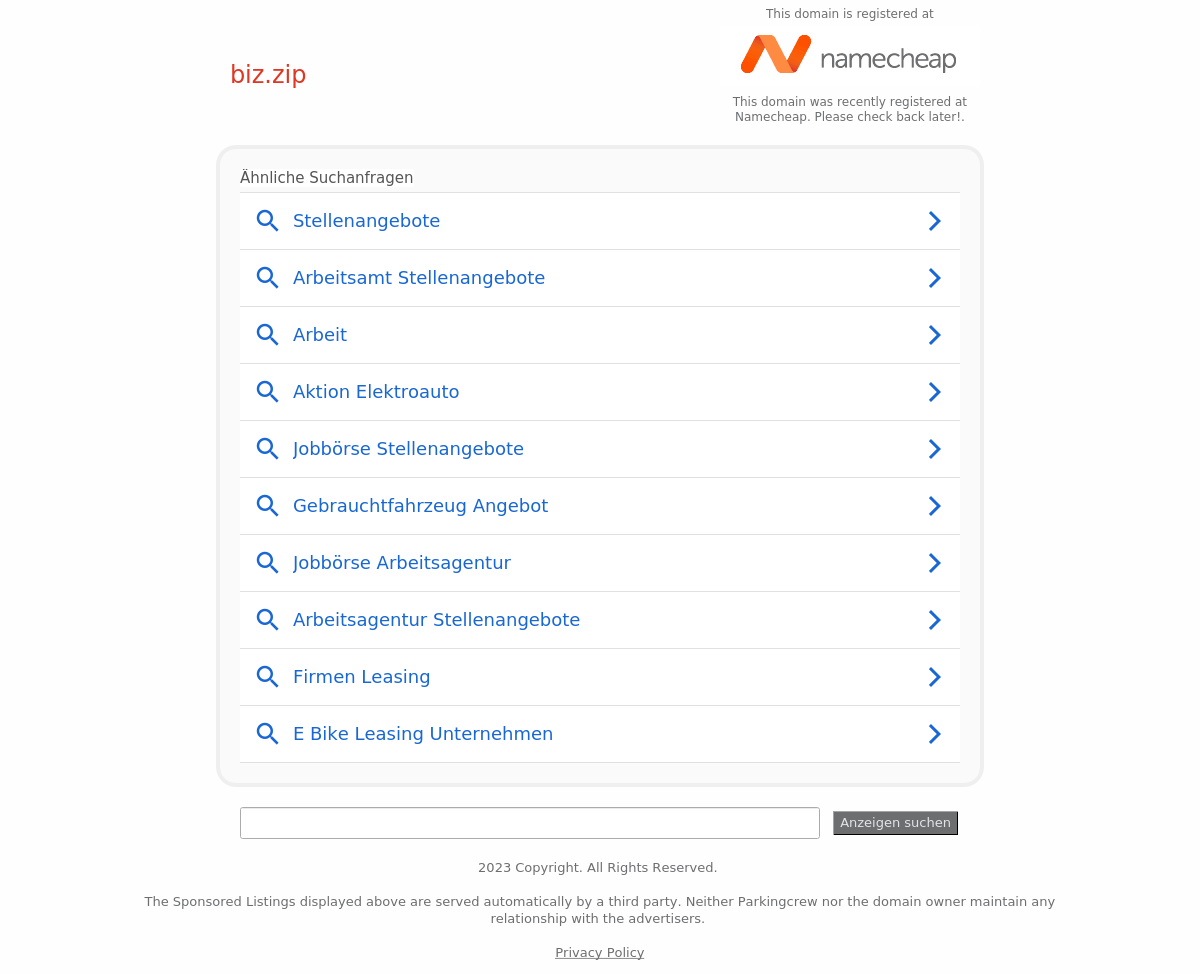 This domain is registered at
namecheap
biz.zip
This domain was recently registered at
Namecheap. Please check back later!.
Ähnliche Suchanfragen
Stellenangebote
Arbeitsamt Stellenangebote
Arbeit
Aktion Elektroauto
Jobbörse Stellenangebote
Gebrauchtfahrzeug Angebot
Jobbörse Arbeitsagentur
Arbeitsagentur Stellenangebote
Firmen Leasing
E Bike Leasing Unternehmen
Anzeigen suchen
2023 Copyright. All Rights Reserved.
The Sponsored Listings displayed above are served automatically by a third party. Neither Parkingcrew nor the domain owner maintain any
relationship with the advertisers.
Privacy Policy